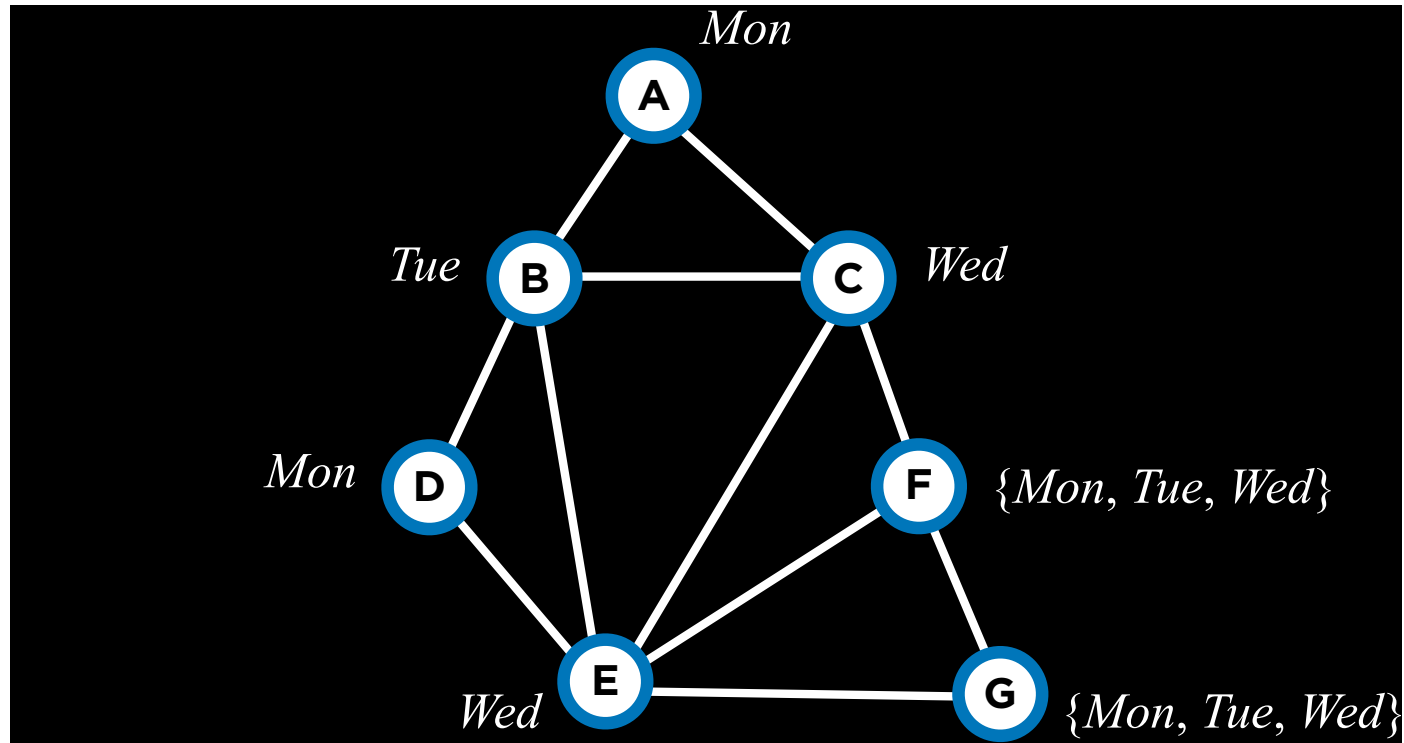 Mon
A
Tue
B
C
Wed
Mon
D
F
{Mon, Tue, Wed}
E
Wed
G
{Mon, Tue, Wed}